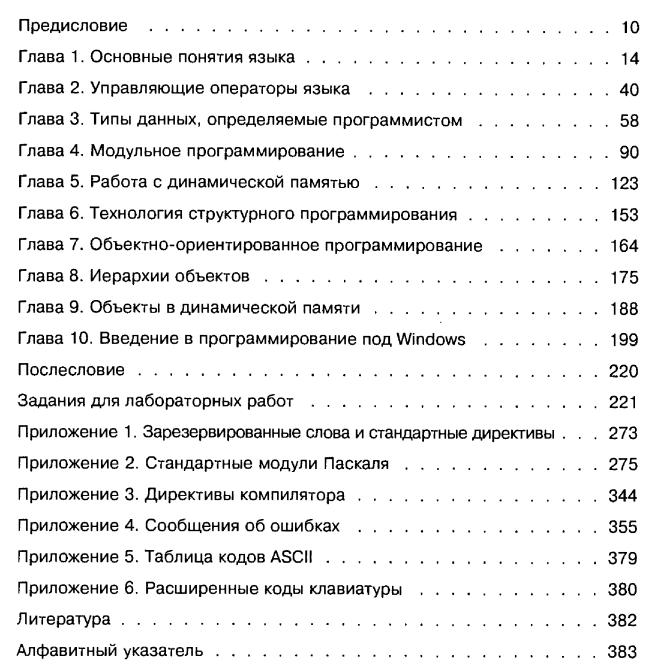 Предисловие . . . . . . . . . . . . . . . . . . . . . . . . . . . . . 10
Глава 1. Основные понятия языка . . . . . . . . . . . . . . . . . . . . 14
Глава 2. Управляющие операторы языка . . . . . . . . . . . . . . . . 40
Глава 3. Типы данных, определяемые программистом . . . . . . . . 58
Глава 4. Модульное программирование . . . . . . . . . . . . . . . . . 90
Глава 5. Работа с динамической памятью . . . . . . . . . . . . . . . 123
Глава 6. Технология структурного программирования . . . . . . . . . 153
Глава 7. Объектно-ориентированное программирование . . . . . . . 164
Глава 8. Иерархии объектов . . . . . . . . . . . . . . . . . . . . . . 175
Глава 9. Объекты в динамической памяти . . . . . . . . . . . . . . . 188
Глава 10. Введение в программирование под Windows . . . . . . . . 199
Послесловие . . . . . . . . . . . . . . . . . . . . . . . . . . . . . 220
Задания для лабораторных работ . . . . . . . . . . . . . . . . . . . 221
Приложение 1. Зарезервированные слова и стандартные директивы . . . 273
Приложение 2. Стандартные модули Паскаля . . . . . . . . . . . . . . 275
Приложение 3. Директивы компилятора . . . . . . . . . . . . . . . . . 344
Приложение 4. Сообщения об ошибках . . . . . . . . . . . . . . . . 355
Приложение 5. Таблица кодов ASCII . . . . . . . . . . . . . . . . . . 379
Приложение 6. Расширенные коды клавиатуры . . . . . . . . . . . . 380
Литература . . . . . . . . . . . . . . . . . . . . . . . . . . . . . . 382
Алфавитный указатель . . . . . . . . . . . . . . . . . . . . . . . . . 383